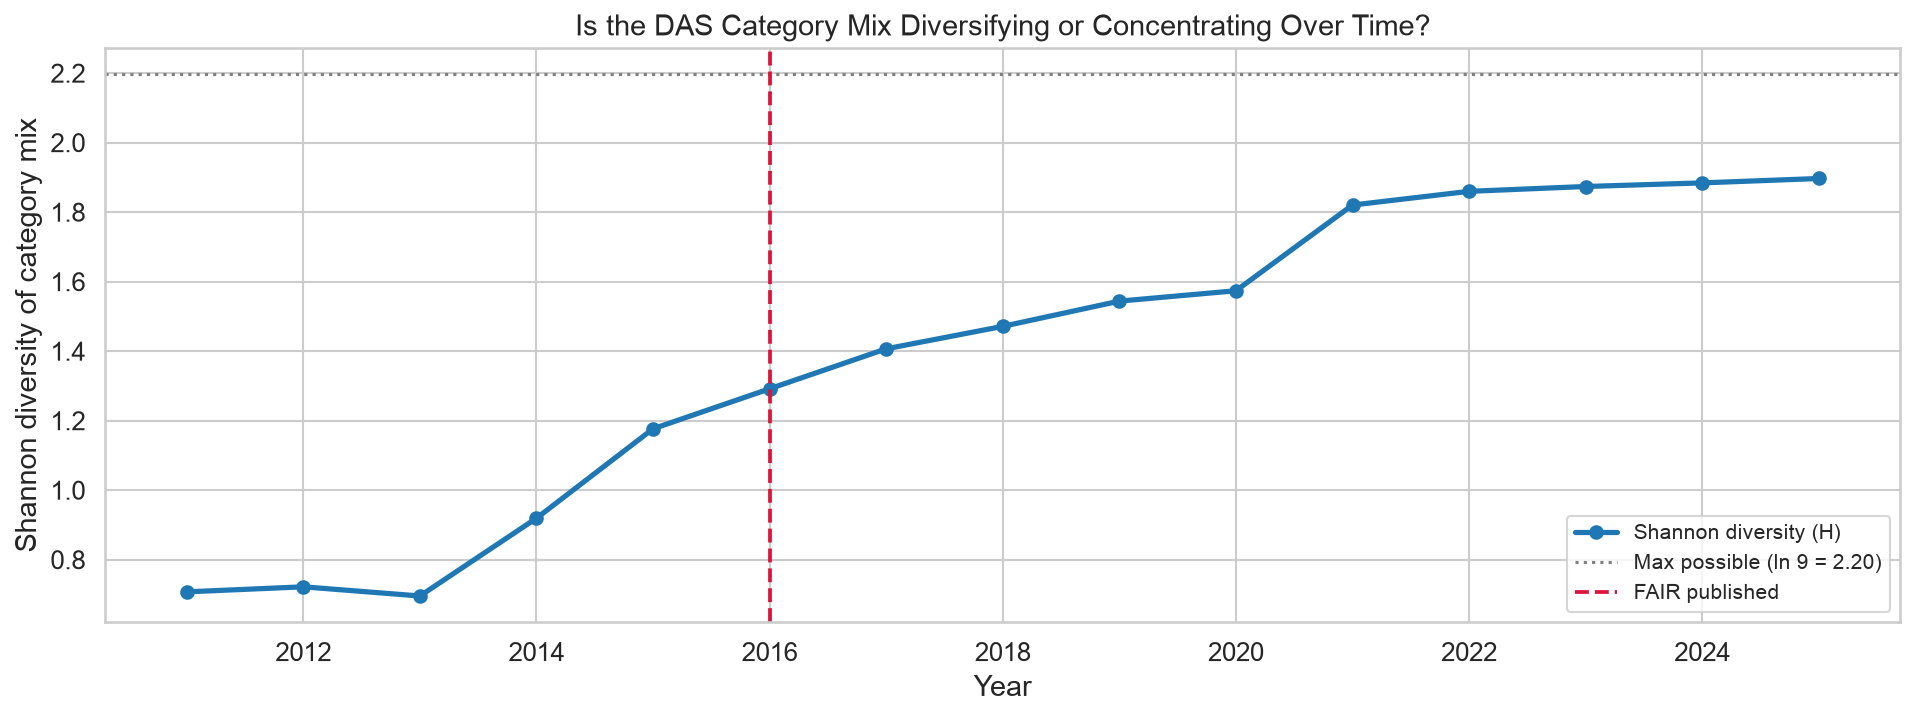 Is the DAS Category Mix Diversifying or Concentrating Over Time?
Shannon diversity of category mix
2.2
2.0
1.8
1.6
1.4
1.2
1.0
0.8
Shannon diversity (H)
Max possible (ln 9 = 2.20)
FAIR published
2012 2014 2016 2018 2020 2022 2024
Year